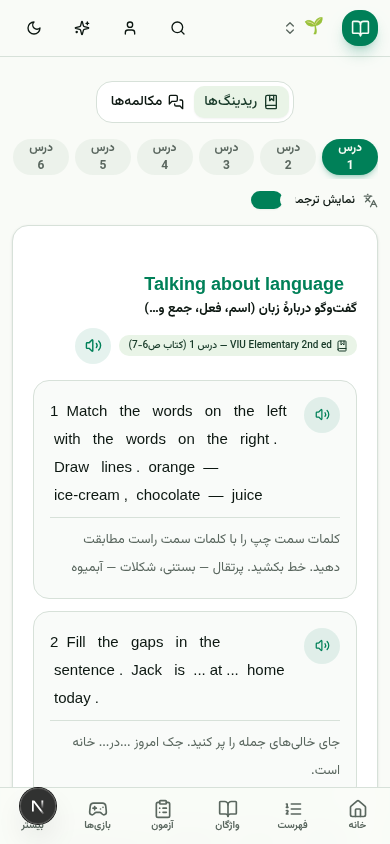 ریدینگ‌ها
مکالمه‌ها
درس 1
درس 2
درس 3
درس 4
درس 5
درس 6
نمایش ترجمه
Talking about language
گفت‌وگو دربارهٔ زبان (اسم، فعل، جمع و…)
VIU Elementary 2nd ed — درس 1 (کتاب ص6-7)
1 Match the words on the left
with the words on the right .
Draw lines . orange —
ice-cream , chocolate — juice
کلمات سمت چپ را با کلمات سمت راست مطابقت
دهید. خط بکشید. پرتقال — بستنی، شکلات — آبمیوه
2 Fill the gaps in the
sentence . Jack is ... at ... home
today .
جای خالی‌های جمله را پر کنید. جک امروز ...در... خانه
است.
خانه
فهرست
واژگان
آزمون
بازی‌ها
بیشتر
N